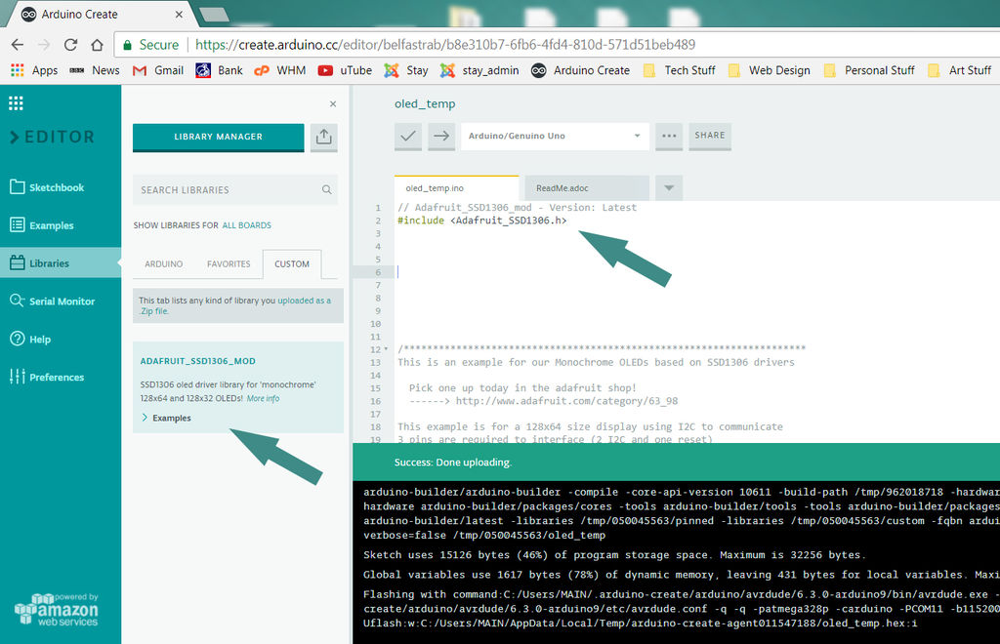 Arduino Create
Secure
https://create.arduino.cc/editor/belfastrab/b8e310b7-6fb6-4fd4-810d-571d51beb489
Apps
BBC News
Gmail
Bank
WHM
uTube
Stay
stay_admin
Arduino Create
Tech Stuff
Web Design
Personal Stuff
Art Stuff
EDITOR
Sketchbook
Examples
Libraries
Serial Monitor
Help
Preferences
powered by
amazon
web services
LIBRARY MANAGER
SEARCH LIBRARIES
SHOW LIBRARIES FOR ALL BOARDS
ARDUINO
FAVORITES
CUSTOM
This tab lists any kind of library you uploaded as a
.Zip file.
ADAFRUIT_SSD1306_MOD
SSD1306 oled driver library for 'monochrome'
128x64 and 128x32 OLEDs! More info
Examples
oled_temp
Arduino/Genuino Uno
SHARE
oled_temp.ino
ReadMe.adoc
1 // Adafruit_SSD1306_mod - Version: Latest
2 #include <Adafruit_SSD1306.h>
3
4
5
6
7
8
9
10
11
12 /*********************************************************************
13 This is an example for our Monochrome OLEDs based on SSD1306 drivers
14
15 Pick one up today in the adafruit shop!
16 ------> http://www.adafruit.com/category/63_98
17
18 This example is for a 128x64 size display using I2C to communicate
19 3 pins are required to interface (2 I2C and one reset)
Success: Done uploading.
arduino-builder/arduino-builder -compile -core-api-version 10611 -build-path /tmp/962018718 -hardwar
hardware arduino-builder/packages/cores -tools arduino-builder/tools -tools arduino-builder/packages
arduino-builder/latest -libraries /tmp/050045563/pinned -libraries /tmp/050045563/custom -fqbn ardui
verbose=false /tmp/050045563/oled_temp
Sketch uses 15126 bytes (46%) of program storage space. Maximum is 32256 bytes.
Global variables use 1617 bytes (78%) of dynamic memory, leaving 431 bytes for local variables. Maxi
Flashing with command:C:/Users/MAIN/.arduino-create/arduino/avrdude/6.3.0-arduino9/bin/avrdude.exe -
create/arduino/avrdude/6.3.0-arduino9/etc/avrdude.conf -q -q -patmega328p -carduino -PCOM11 -b115200
Uflash:w:C:/Users/MAIN/AppData/Local/Temp/arduino-create-agent011547188/oled_temp.hex:i